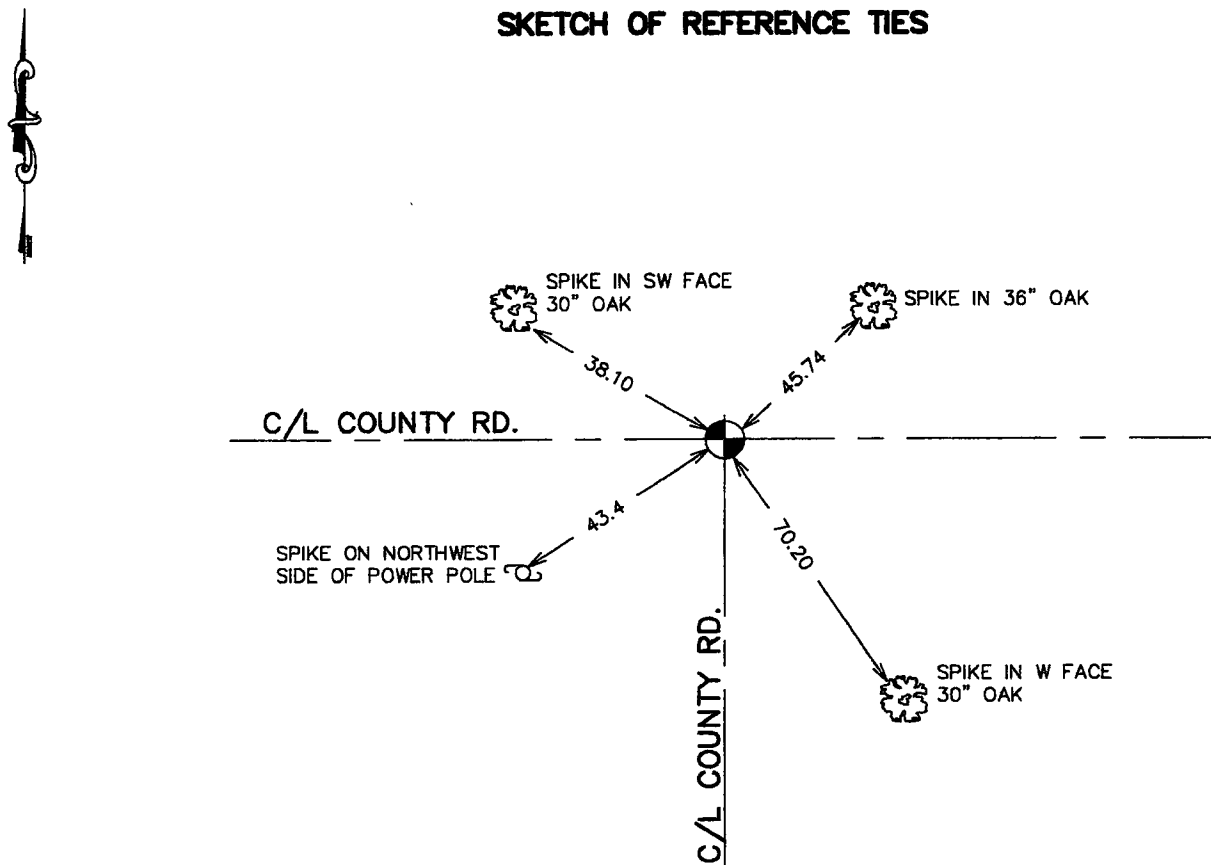 SKETCH OF REFERENCE TIES
SPIKE IN SW FACE
30" OAK
SPIKE IN 36" OAK
38.10
45.74
C/L COUNTY RD.
43.4
70.20
SPIKE ON NORTHWEST
SIDE OF POWER POLE
C/L COUNTY RD.
SPIKE IN W FACE
30" OAK